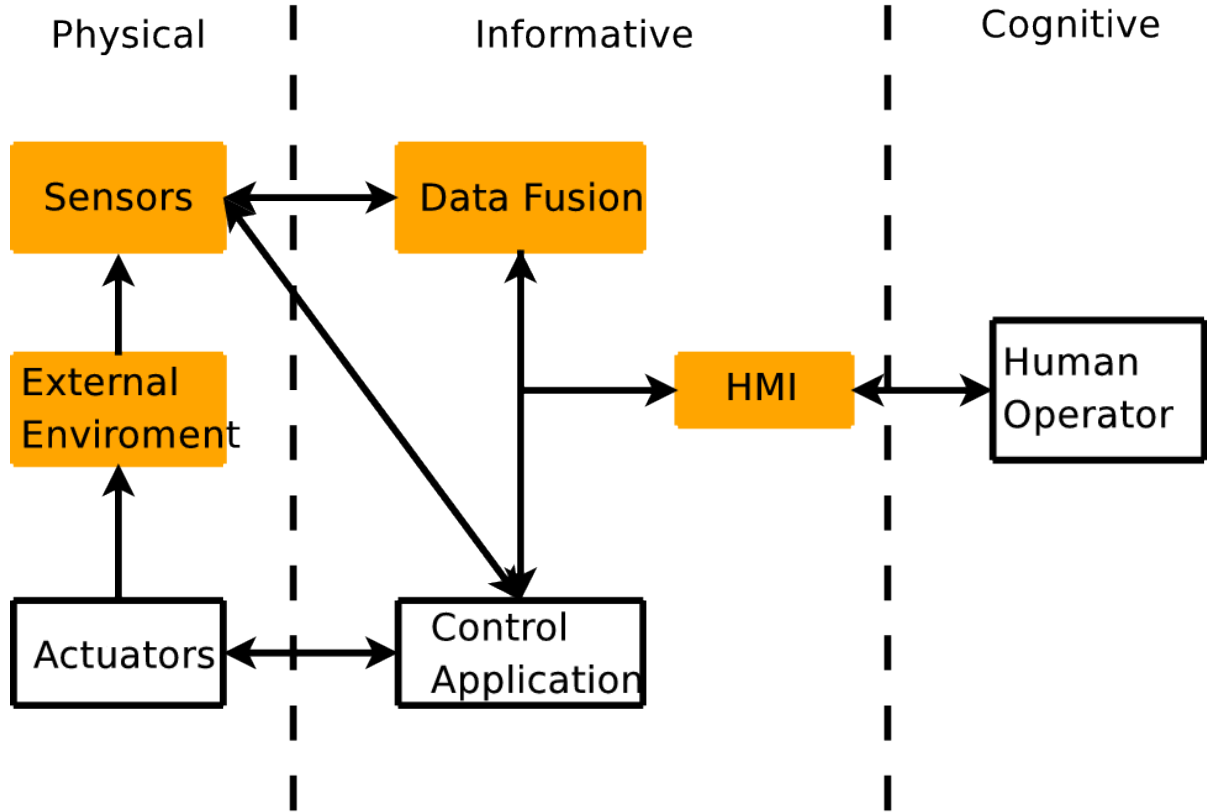 Physical
Informative
Cognitive
Sensors
Data Fusion
External
Enviroment
HMI
Human
Operator
Actuators
Control
Application